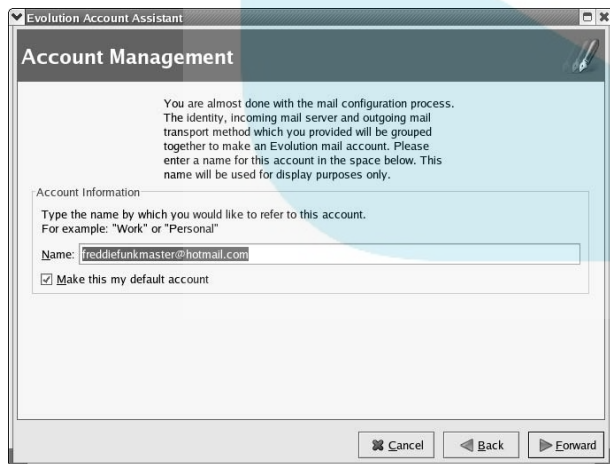 Evolution Account Assistant
Account Management
You are almost done with the mail configuration process.
The identity, incoming mail server and outgoing mail
transport method which you provided will be grouped
together to make an Evolution mail account. Please
enter a name for this account in the space below. This
name will be used for display purposes only.
Account Information
Type the name by which you would like to refer to this account.
For example: "Work" or "Personal"
Name: freddiefunkmaster@hotmail.com
Make this my default account
Cancel
Back
Forward